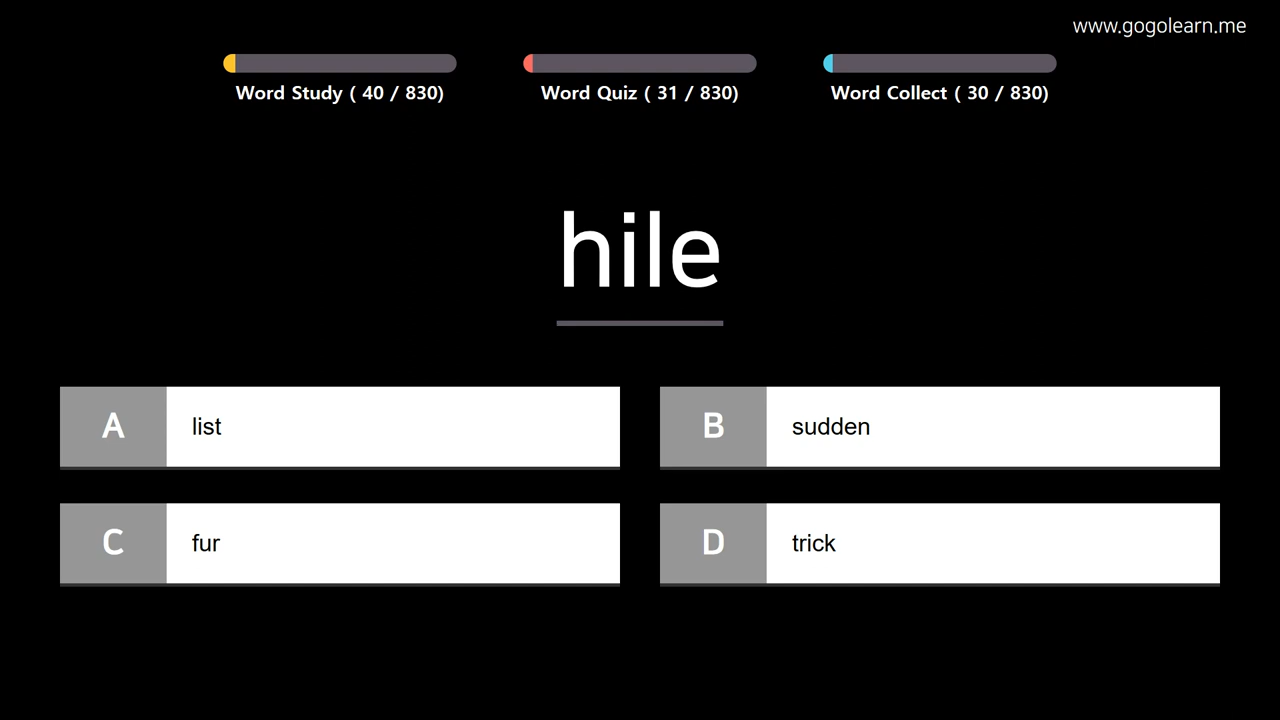 www.gogolearn.me
Word Study ( 40 / 830)
Word Quiz ( 31 / 830)
Word Collect ( 30 / 830)
hile
A list
B sudden
C fur
D trick